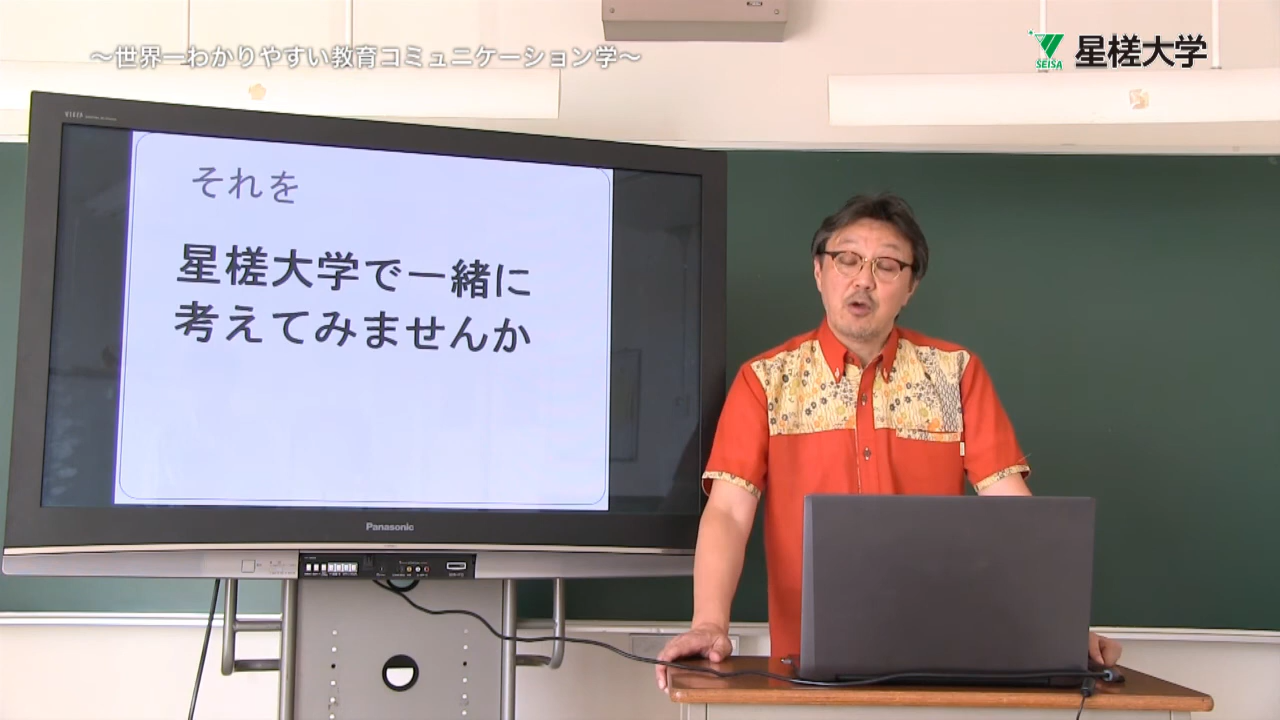 ～世界一わかりやすい教育コミュニケーション学～
SEISA
星槎大学
それを
星槎大学で一緒に
考えてみませんか
Panasonic